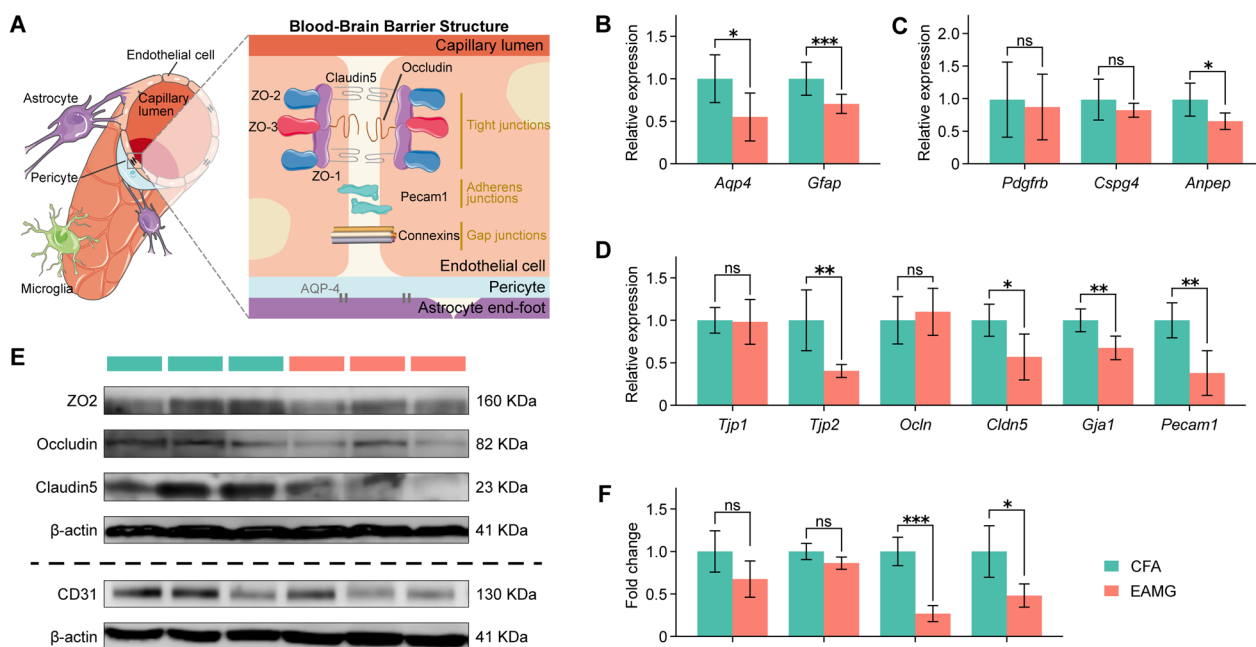 A
Blood-Brain Barrier Structure
Capillary lumen
Endothelial cell
Astrocyte
Capillary
lumen
Pericyte
Microglia
Claudin5
Occludin
ZO-2
ZO-3
Tight junctions
ZO-1
Pecam1
Adherens
junctions
Connexins
Gap junctions
Endothelial cell
AQP-4
Pericyte
Astrocyte end-foot
B
Relative expression
1.5
1.0
0.5
0
*
***
Aqp4
Gfap
C
Relative expression
2.0
1.5
1.0
0.5
0
ns
ns
*
Pdgfrb
Cspg4
Anpep
D
Relative expression
1.5
1.0
0.5
0
ns
**
ns
*
**
**
Tjp1
Tjp2
Ocln
Cldn5
Gja1
Pecam1
E
ZO2
160 KDa
Occludin
82 KDa
Claudin5
23 KDa
β-actin
41 KDa
CD31
130 KDa
β-actin
41 KDa
F
Fold change
1.5
1.0
0.5
0
ns
ns
***
*
CFA
EAMG